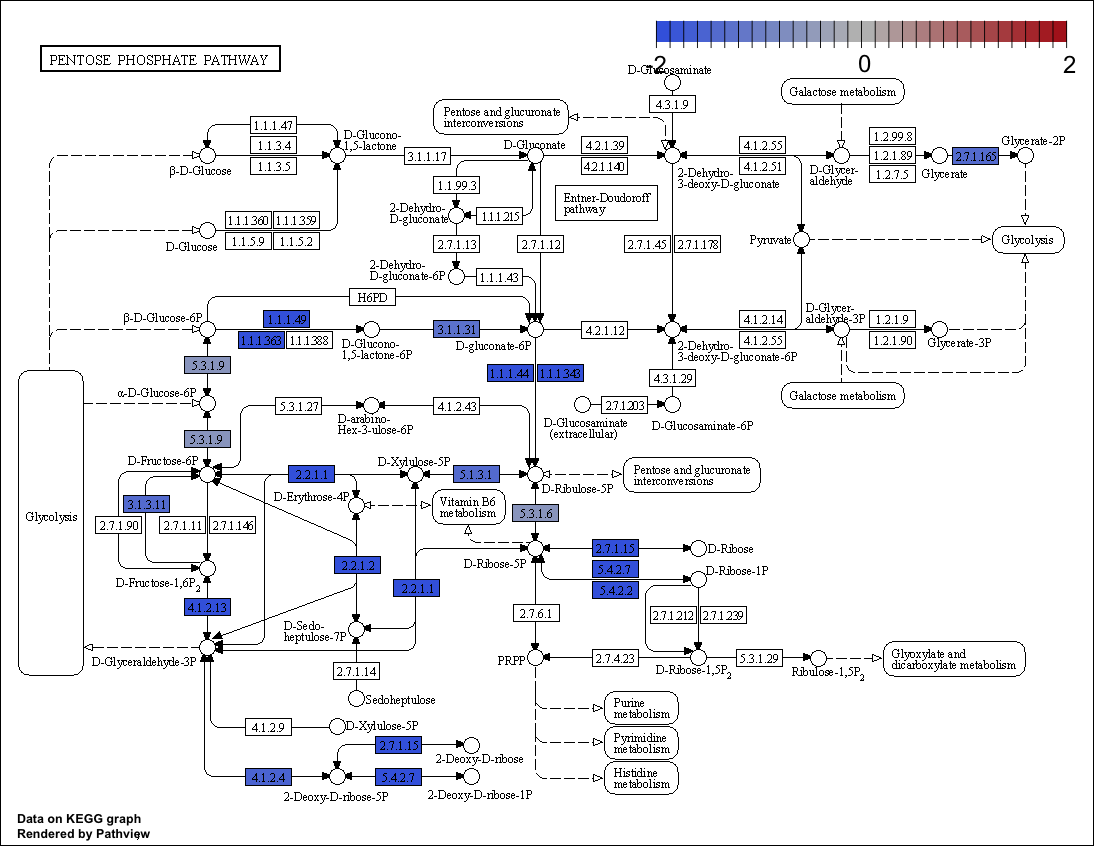 PENTOSE PHOSPHATE PATHWAY
-2
0
2
D-Glucosaminate
4.3.1.9
Galactose metabolism
Pentose and glucuronate
interconversions
1.1.1.47
1.1.3.4
1.1.3.5
D-Glucono-
1,5-lactone
β-D-Glucose
3.1.1.17
D-Gluconate
4.2.1.39
4.2.1.140
2-Dehydro-
3-deoxy-D-gluconate
4.1.2.55
4.1.2.51
D-Glycer-
aldehyde
1.2.99.8
1.2.1.89
1.2.7.5
Glycerate
2.7.1.165
Glycerate-2P
1.1.99.3
2-Dehydro-
D-gluconate
1.1.1.215
Entner-Doudoroff
pathway
1.1.1.360
1.1.1.359
1.1.5.9
1.1.5.2
D-Glucose
2.7.1.13
2.7.1.12
2.7.1.45
2.7.1.178
Pyruvate
Glycolysis
2-Dehydro-
D-gluconate-6P
1.1.1.43
H6PD
β-D-Glucose-6P
1.1.1.49
1.1.1.363
1.1.1.388
D-Glucono-
1,5-lactone-6P
3.1.1.31
D-gluconate-6P
4.2.1.12
2-Dehydro-
3-deoxy-D-gluconate-6P
4.1.2.14
4.1.2.55
D-Glycer-
aldehyde-3P
1.2.1.9
1.2.1.90
Glycerate-3P
5.3.1.9
1.1.1.44
1.1.1.343
4.3.1.29
Galactose metabolism
α-D-Glucose-6P
5.3.1.27
D-arabino-
Hex-3-ulose-6P
4.1.2.43
D-Glucosaminate
(extracellular)
2.7.1.203
D-Glucosaminate-6P
5.3.1.9
D-Fructose-6P
2.2.1.1
D-Xylulose-5P
5.1.3.1
D-Ribulose-5P
Pentose and glucuronate
interconversions
Glycolysis
3.1.3.11
2.7.1.90
2.7.1.11
2.7.1.146
D-Erythrose-4P
Vitamin B6
metabolism
5.3.1.6
D-Fructose-1,6P2
2.2.1.2
2.2.1.1
D-Ribose-5P
2.7.1.15
D-Ribose
5.4.2.7
5.4.2.2
D-Ribose-1P
4.1.2.13
D-Sedo-
heptulose-7P
2.7.6.1
2.7.1.212
2.7.1.239
D-Glyceraldehyde-3P
2.7.1.14
Sedoheptulose
PRPP
2.7.4.23
D-Ribose-1,5P2
5.3.1.29
Ribulose-1,5P2
Glyoxylate and
dicarboxylate metabolism
Purine
metabolism
Pyrimidine
metabolism
Histidine
metabolism
4.1.2.9
D-Xylulose-5P
2.7.1.15
2-Deoxy-D-ribose
4.1.2.4
2-Deoxy-D-ribose-5P
5.4.2.7
2-Deoxy-D-ribose-1P
Data on KEGG graph
Rendered by Pathview